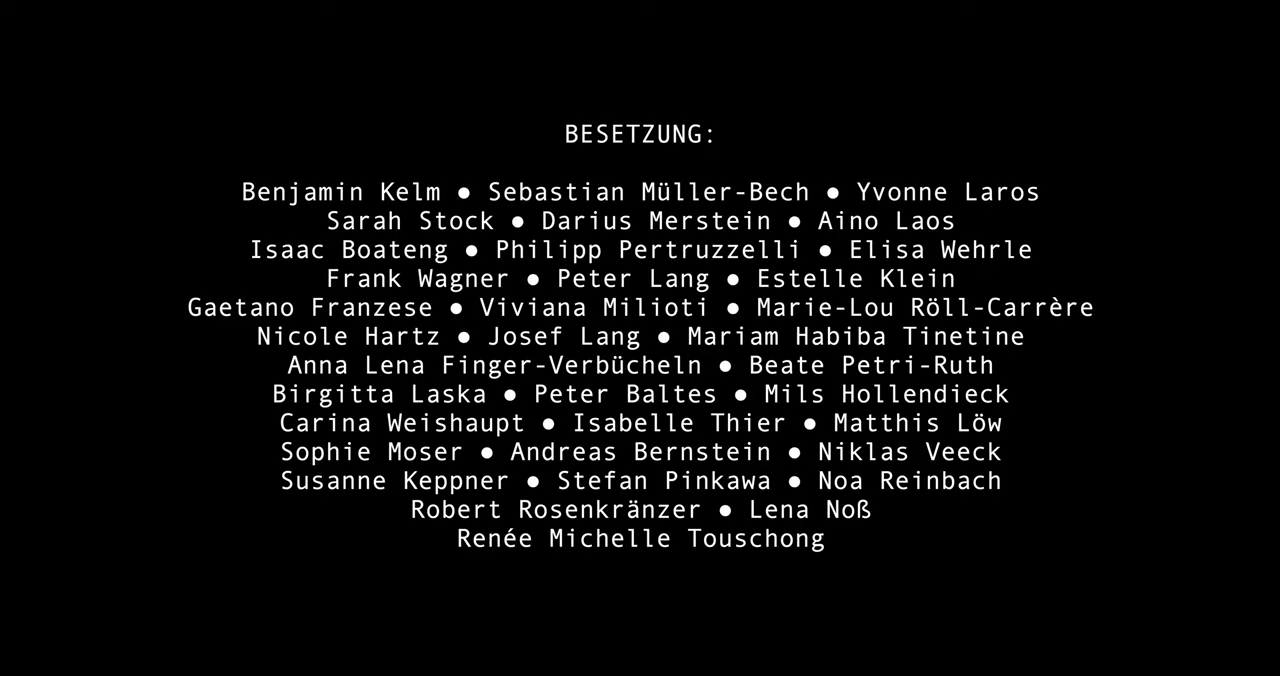 BESETZUNG:
Benjamin Kelm ● Sebastian Müller-Bech ● Yvonne Laros
Sarah Stock ● Darius Merstein ● Aino Laos
Isaac Boateng ● Philipp Pertruzzelli ● Elisa Wehrle
Frank Wagner ● Peter Lang ● Estelle Klein
Gaetano Franzese ● Viviana Milioti ● Marie-Lou Röll-Carrère
Nicole Hartz ● Josef Lang ● Mariam Habiba Tinetine
Anna Lena Finger-Verbücheln ● Beate Petri-Ruth
Birgitta Laska ● Peter Baltes ● Mils Hollendieck
Carina Weishaupt ● Isabelle Thier ● Matthis Löw
Sophie Moser ● Andreas Bernstein ● Niklas Veeck
Susanne Keppner ● Stefan Pinkawa ● Noa Reinbach
Robert Rosenkränzer ● Lena Noß
Renée Michelle Touschong